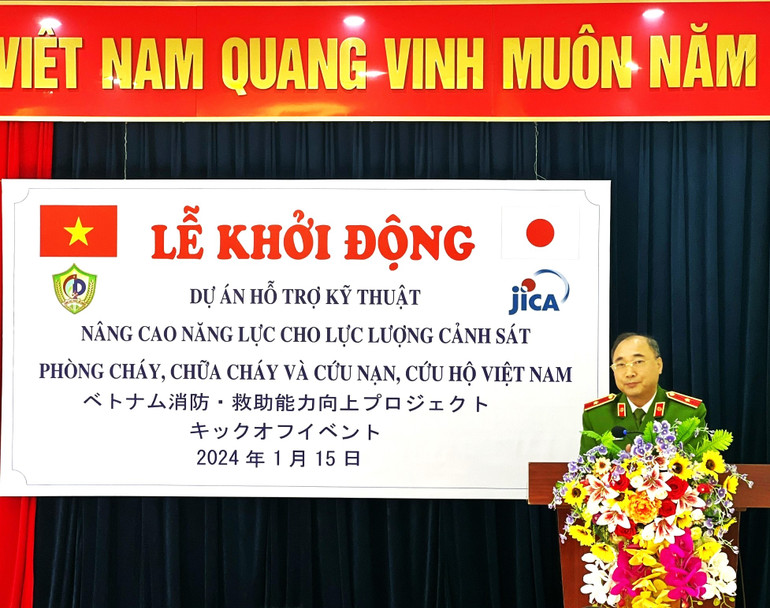 VIỆT NAM QUANG VINH MUÔN NĂM
LỄ KHỞI ĐỘNG
DỰ ÁN HỖ TRỢ KỸ THUẬT
NÂNG CAO NĂNG LỰC CHO LỰC LƯỢNG CẢNH SÁT
PHÒNG CHÁY, CHỮA CHÁY VÀ CỨU NẠN, CỨU HỘ VIỆT NAM
ベトナム消防・救助能力向上プロジェクト
キックオフイベント
2024 年 1 月 15 日
jICA